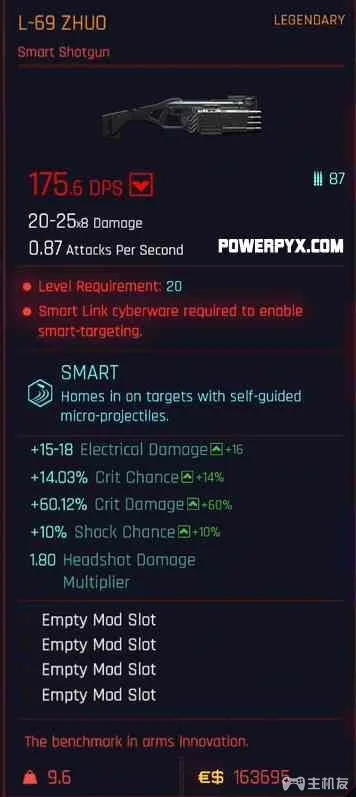 L-69 ZHUO
LEGENDARY
Smart Shotgun
175.6 DPS
87
20-25x8 Damage
0.87 Attacks Per Second
POWERPYX.COM
Level Requirement: 20
Smart Link cyberware required to enable
smart-targeting.
SMART
Homes in on targets with self-guided
micro-projectiles.
+15-18 Electrical Damage +16
+14.03% Crit Chance +14%
+60.12% Crit Damage +60%
+10% Shock Chance +10%
1.80 Headshot Damage
Multiplier
Empty Mod Slot
Empty Mod Slot
Empty Mod Slot
Empty Mod Slot
The benchmark in arms innovation.
9.6
€$ 163695
主机友